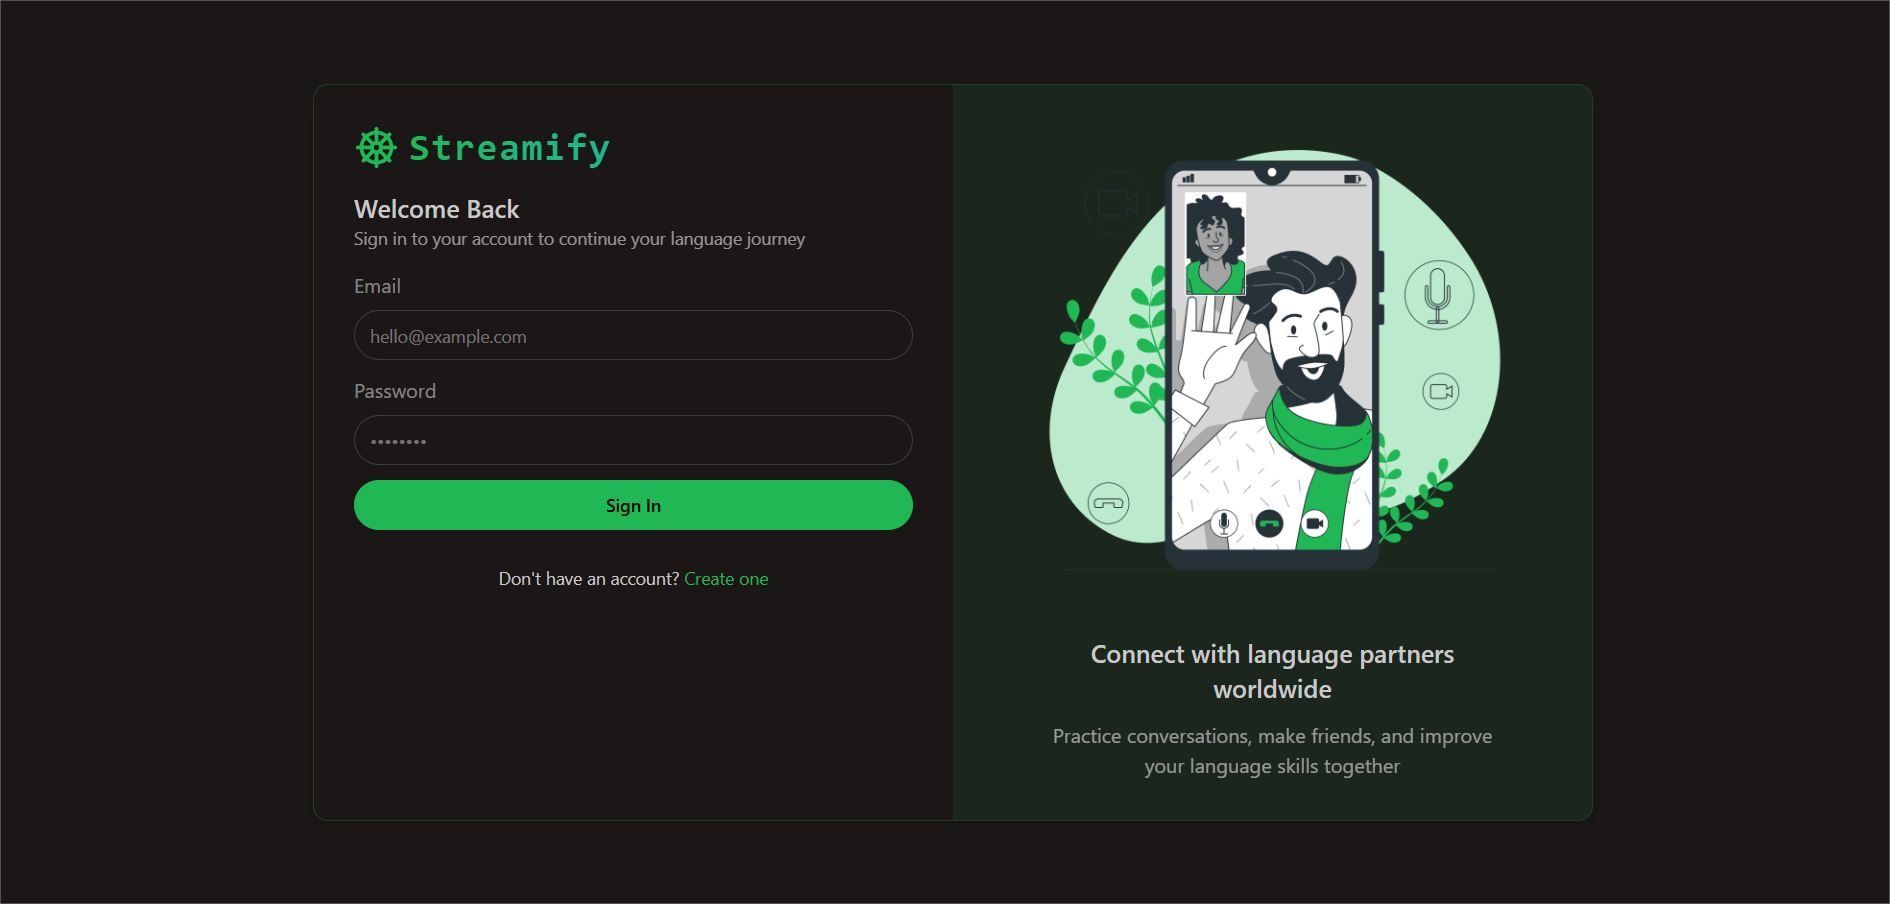 Streamify
Welcome Back
Sign in to your account to continue your language journey
Email
hello@example.com
Password
••••••••
Sign In
Don't have an account? Create one
Connect with language partners
worldwide
Practice conversations, make friends, and improve
your language skills together